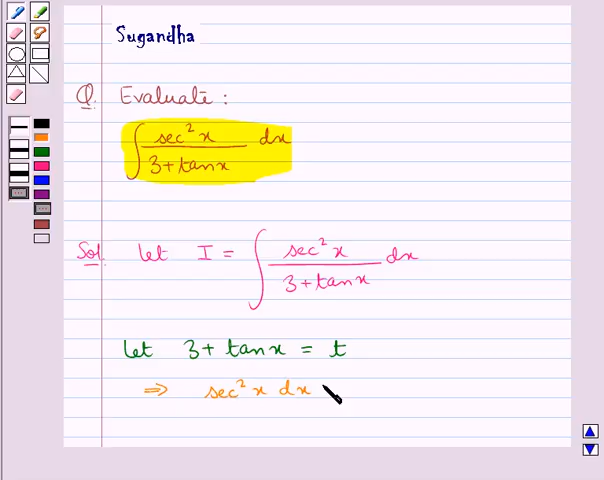 Sugandha
Q. Evaluate :
∫ sec²x / 3 + tanx dx
Sol. let I = ∫ sec²x / 3 + tanx dx
let 3 + tanx = t
⇒ sec²x dx